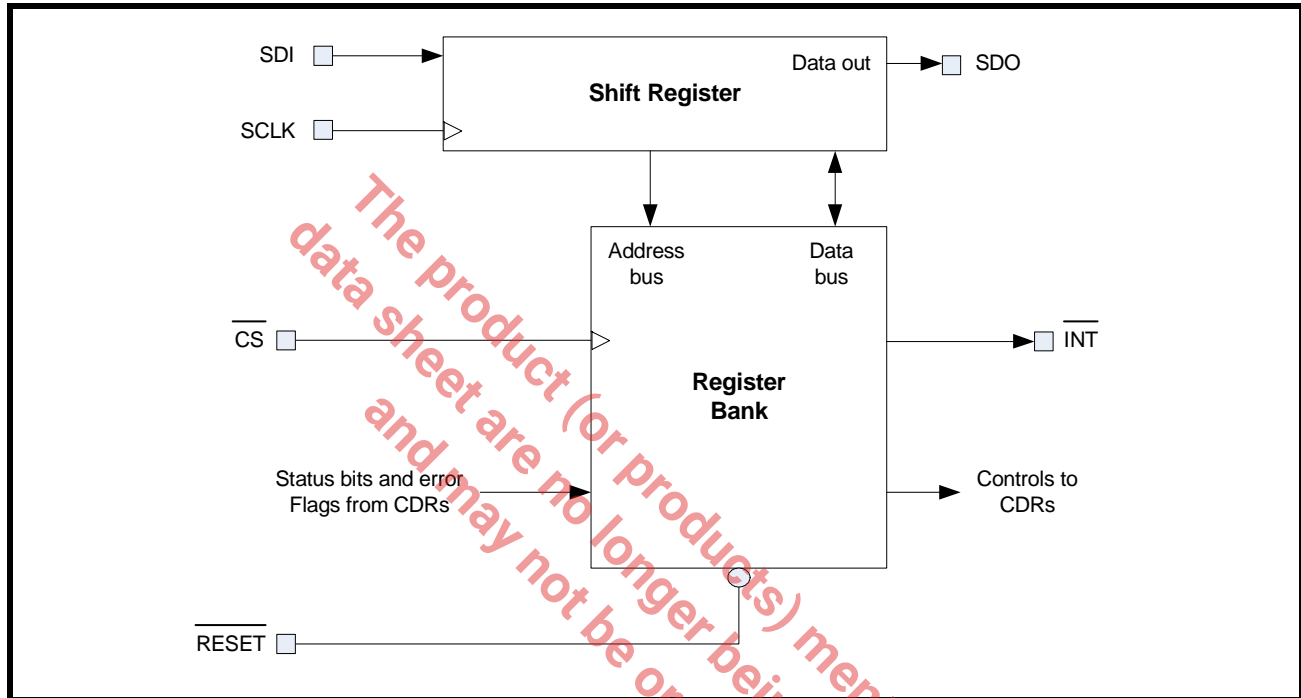 SDI
Data out
SDO
Shift Register
SCLK
Address
bus
Data
bus
CS
INT
Register
Bank
Status bits and error
Flags from CDRs
Controls to
CDRs
RESET
The product (or products) men
data sheet are no longer bein
and may not be or